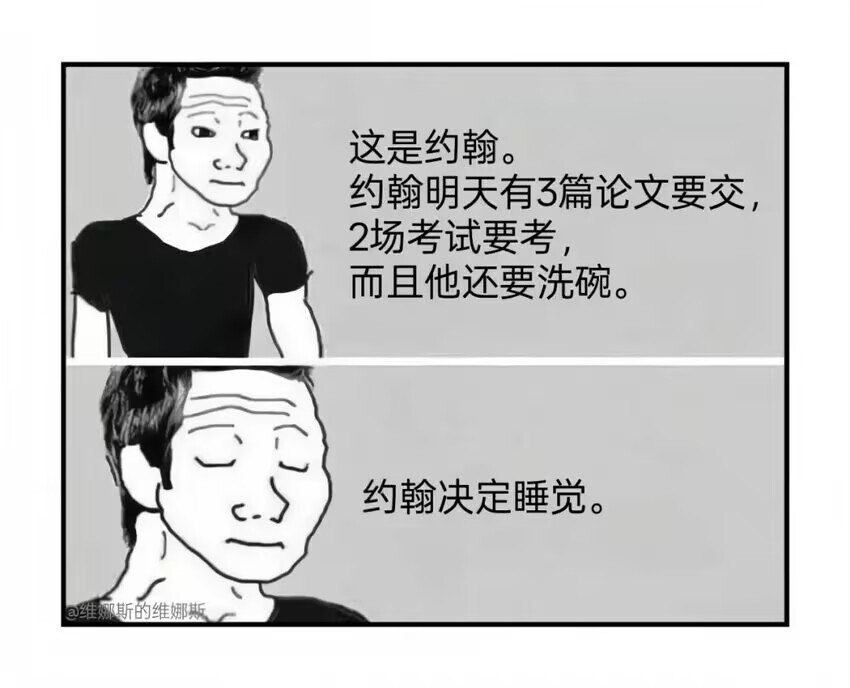 这是约翰。
约翰明天有3篇论文要交，
2场考试要考，
而且他还要洗碗。
约翰决定睡觉。
@维娜斯的维娜斯